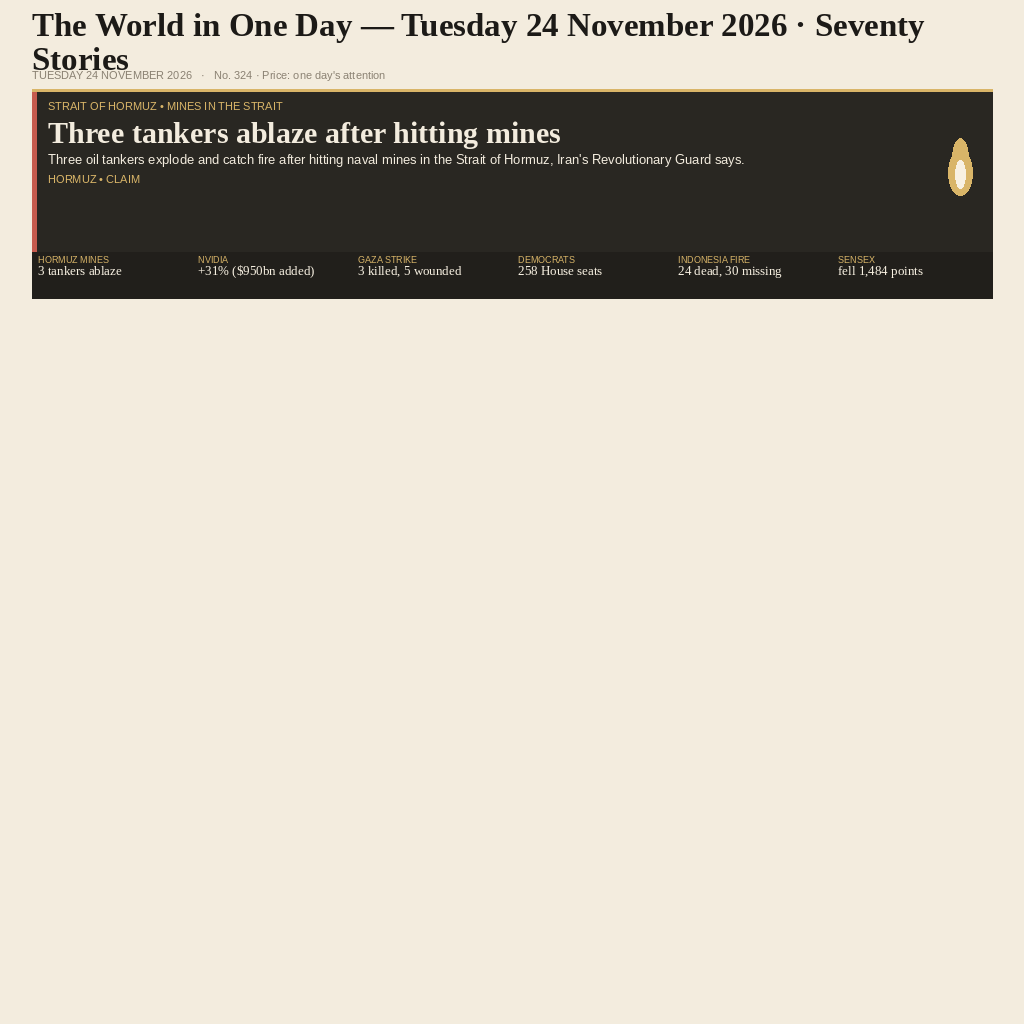 The World in One Day — Tuesday 24 November 2026 · Seventy
Stories
TUESDAY 24 NOVEMBER 2026 · No. 324 · Price: one day's attention
STRAIT OF HORMUZ • MINES IN THE STRAIT
Three tankers ablaze after hitting mines
Three oil tankers explode and catch fire after hitting naval mines in the Strait of Hormuz, Iran's Revolutionary Guard says.
HORMUZ • CLAIM
HORMUZ MINES
3 tankers ablaze
NVIDIA
+31% ($950bn added)
GAZA STRIKE
3 killed, 5 wounded
DEMOCRATS
258 House seats
INDONESIA FIRE
24 dead, 30 missing
SENSEX
fell 1,484 points